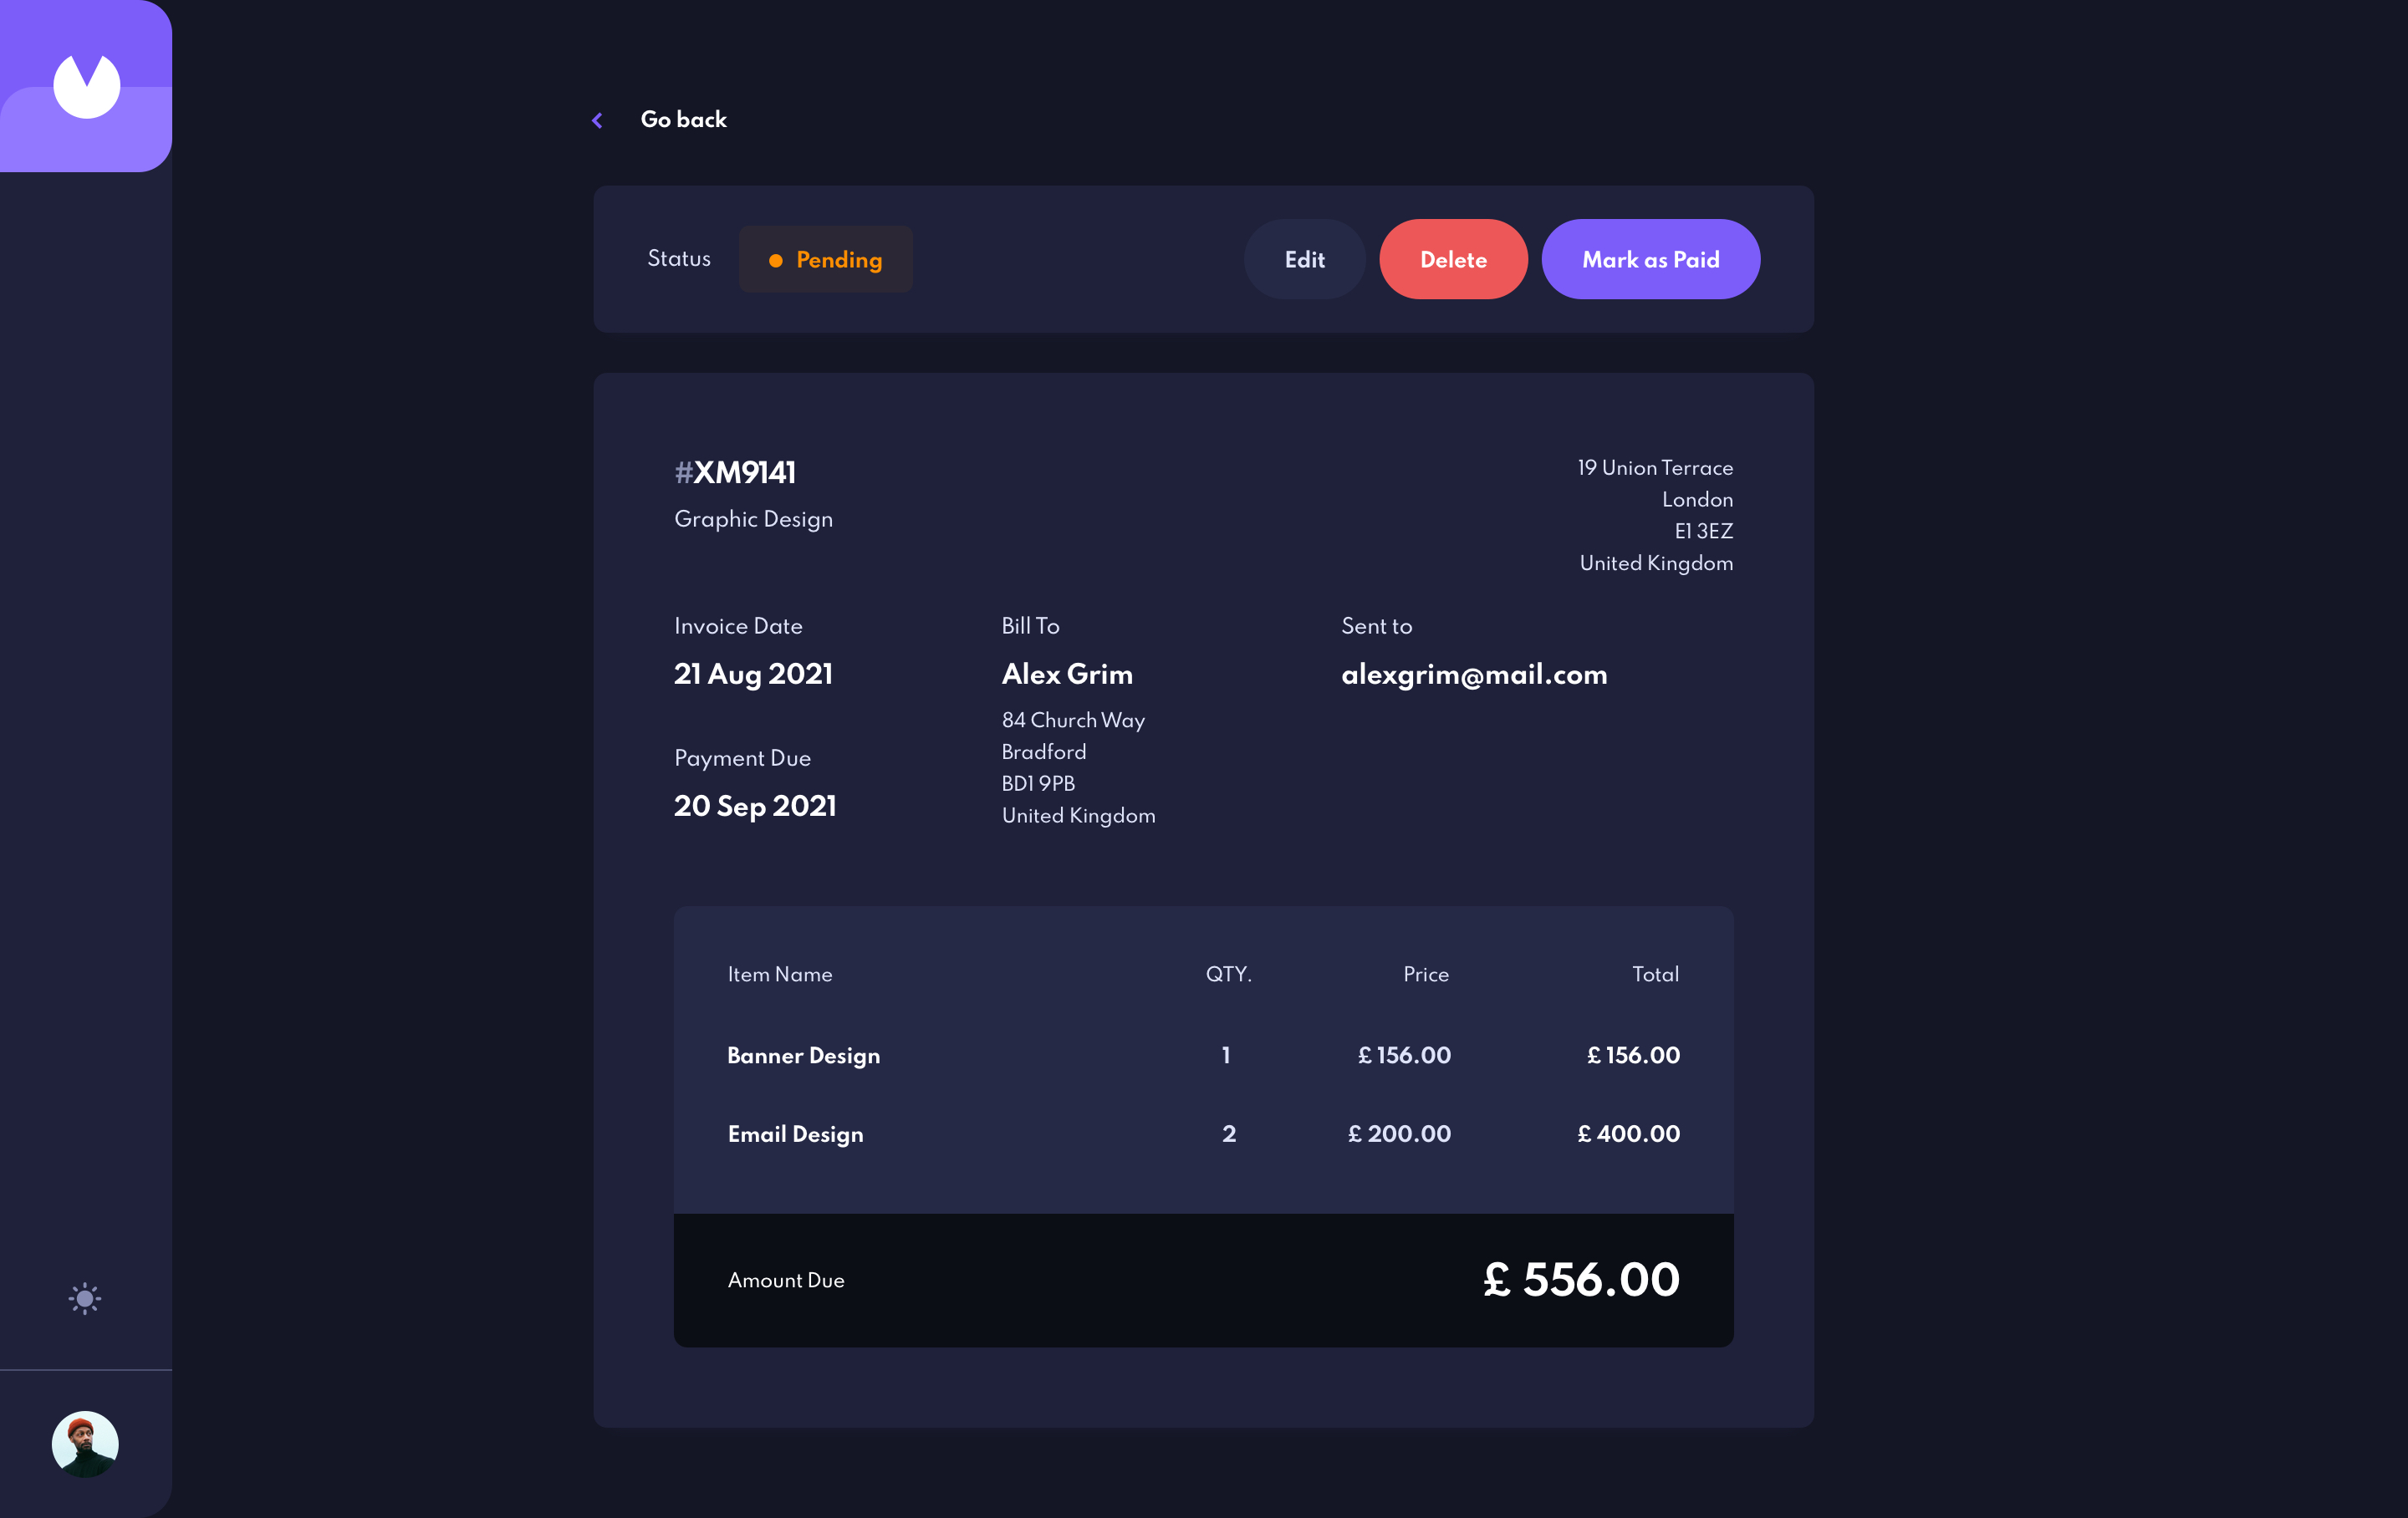 Go back
Status
Pending
Edit
Delete
Mark as Paid
#XM9141
Graphic Design
19 Union Terrace
London
E1 3EZ
United Kingdom
Invoice Date
21 Aug 2021
Payment Due
20 Sep 2021
Bill To
Alex Grim
84 Church Way
Bradford
BD1 9PB
United Kingdom
Sent to
alexgrim@mail.com
Item Name QTY. Price Total
Banner Design 1 £ 156.00 £ 156.00
Email Design 2 £ 200.00 £ 400.00
Amount Due £ 556.00